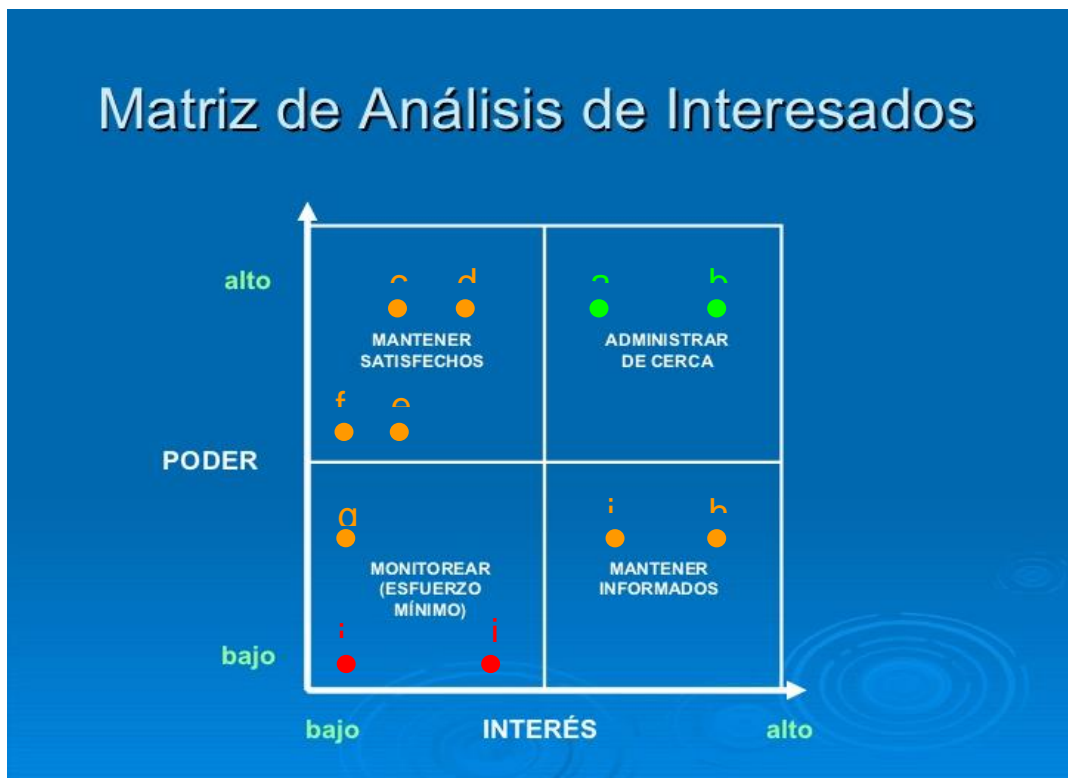 Matriz de Análisis de Interesados
alto
d
MANTENER
SATISFECHOS
ADMINISTRAR
DE CERCA
f
PODER
g
MONITOREAR
(ESFUERZO
MÍNIMO)
MANTENER
INFORMADOS
bajo
bajo
INTERÉS
alto